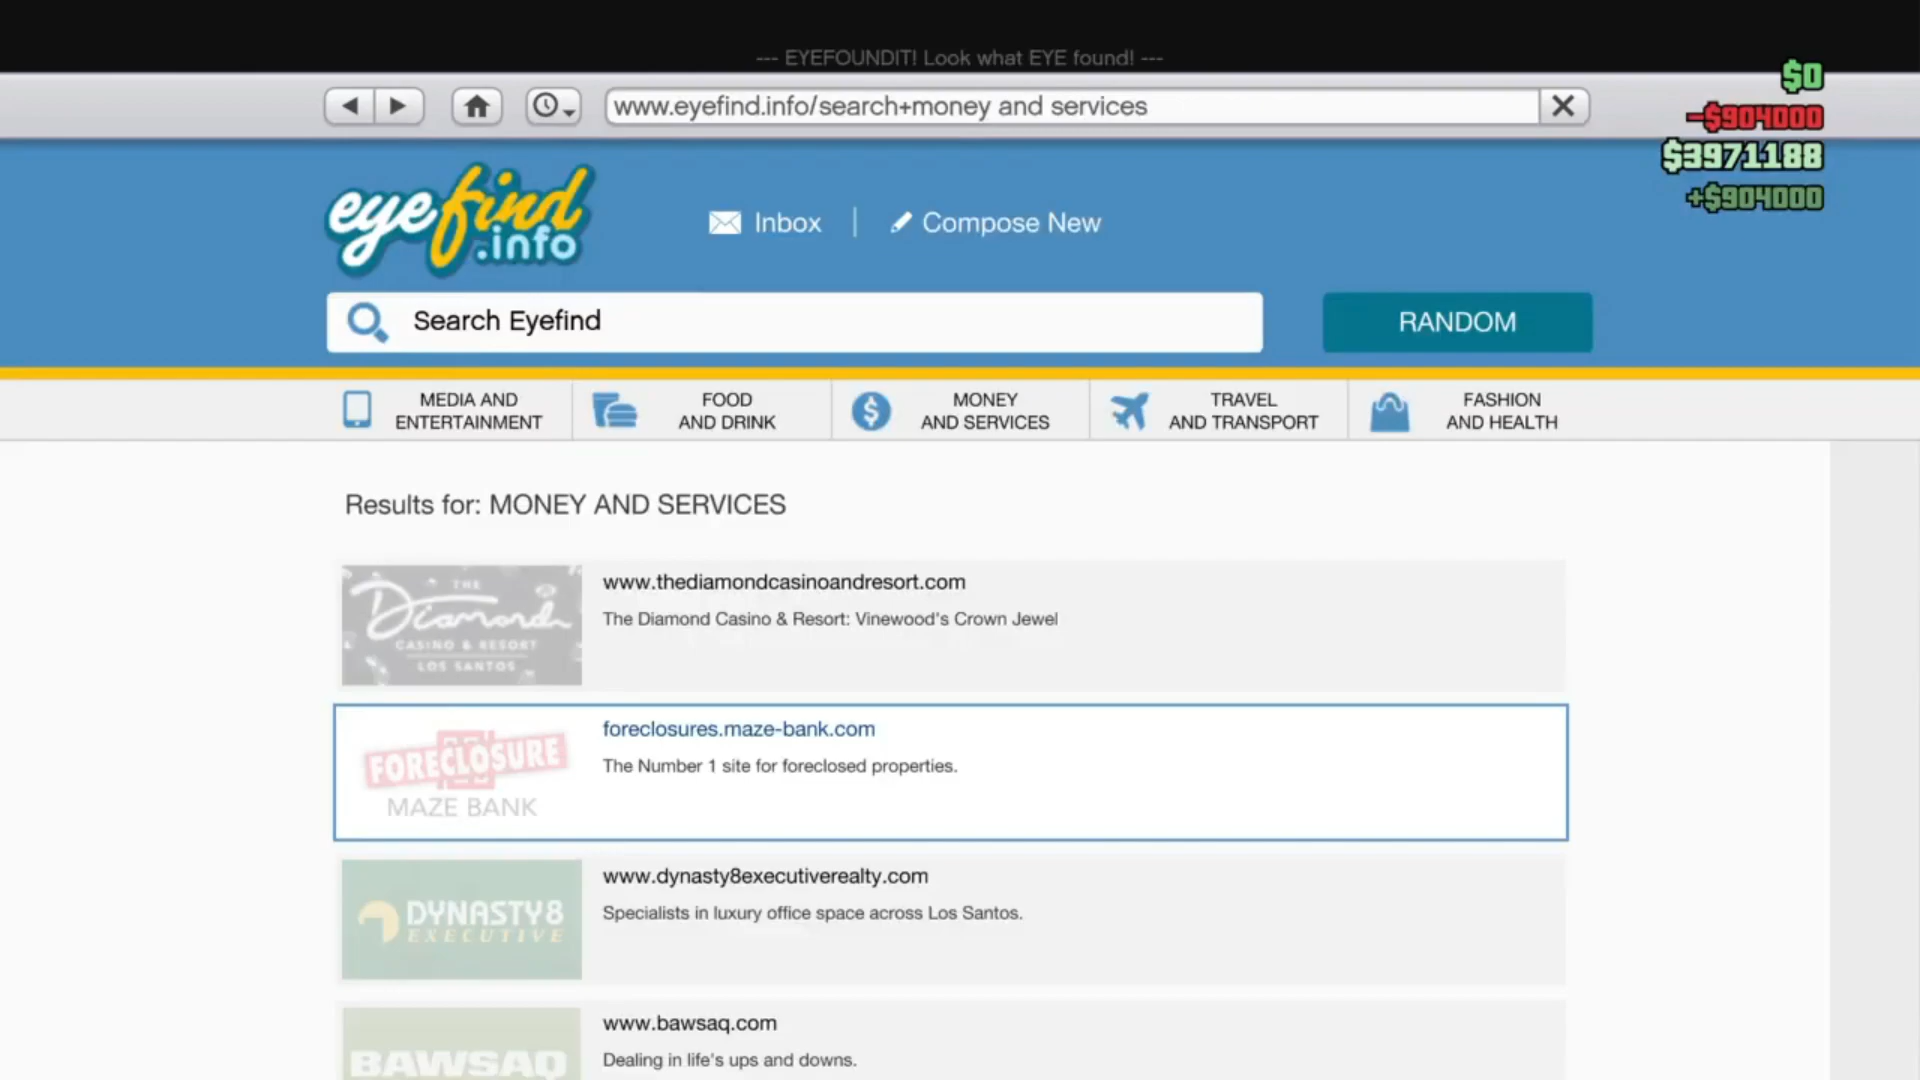 --- EYEFOUNDIT! Look what EYE found! ---
www.eyefind.info/search+money and services
$0
-$904000
$3971188
+$904000
eyefind
.info
Inbox
Compose New
Search Eyefind
RANDOM
MEDIA AND
ENTERTAINMENT
FOOD
AND DRINK
MONEY
AND SERVICES
TRAVEL
AND TRANSPORT
FASHION
AND HEALTH
Results for: MONEY AND SERVICES
THE
Diamond
CASINO & RESORT
LOS SANTOS
www.thediamondcasinoandresort.com
The Diamond Casino & Resort: Vinewood's Crown Jewel
FORECLOSURE
MAZE BANK
foreclosures.maze-bank.com
The Number 1 site for foreclosed properties.
DYNASTY8
EXECUTIVE
www.dynasty8executiverealty.com
Specialists in luxury office space across Los Santos.
BAWSAQ
www.bawsaq.com
Dealing in life's ups and downs.